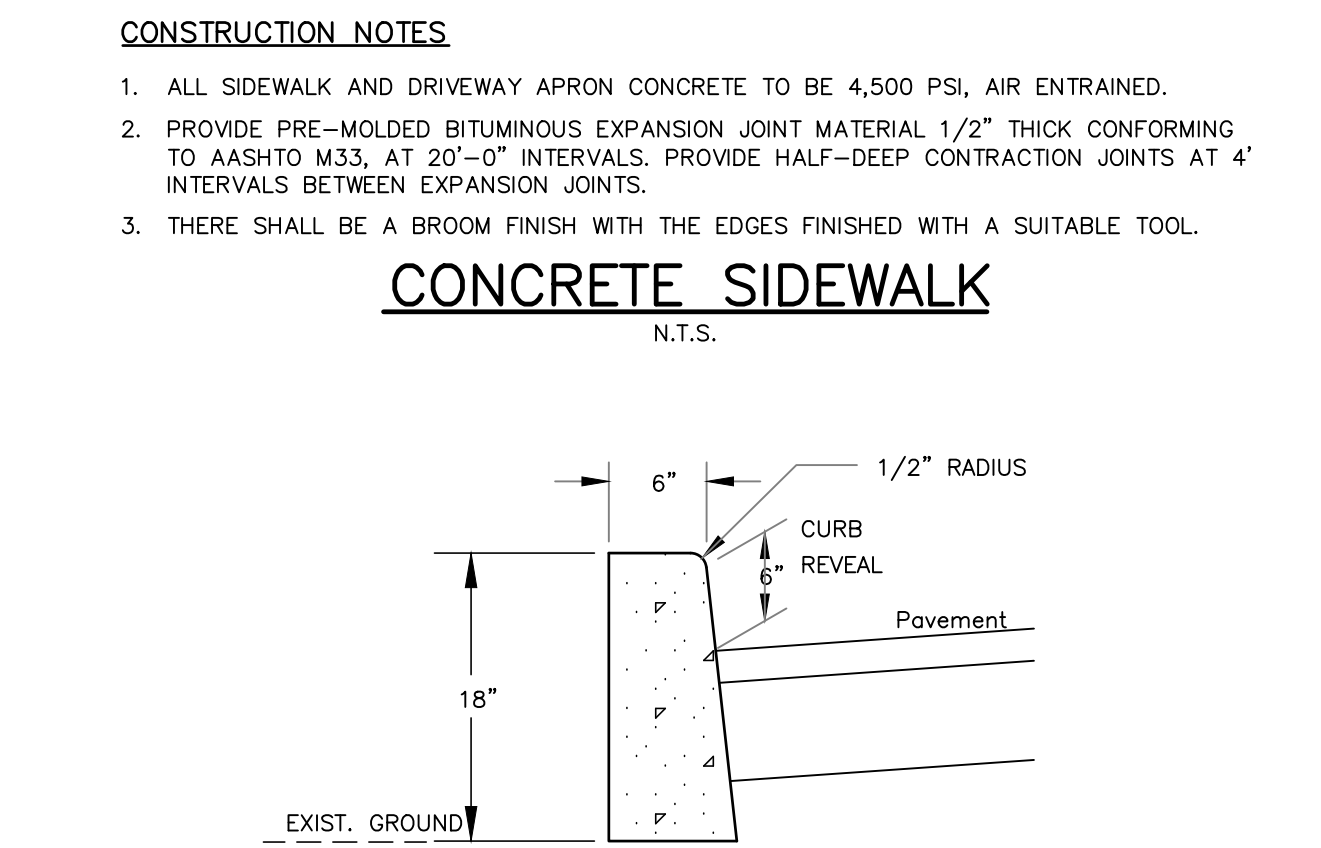 CONSTRUCTION NOTES
1. ALL SIDEWALK AND DRIVEWAY APRON CONCRETE TO BE 4,500 PSI, AIR ENTRAINED.
2. PROVIDE PRE-MOLDED BITUMINOUS EXPANSION JOINT MATERIAL 1/2" THICK CONFORMING
TO AASHTO M33, AT 20'-0" INTERVALS. PROVIDE HALF-DEEP CONTRACTION JOINTS AT 4'
INTERVALS BETWEEN EXPANSION JOINTS.
3. THERE SHALL BE A BROOM FINISH WITH THE EDGES FINISHED WITH A SUITABLE TOOL.
CONCRETE SIDEWALK
N.T.S.
1/2" RADIUS
6"
CURB
REVEAL
6"
Pavement
18"
EXIST. GROUND